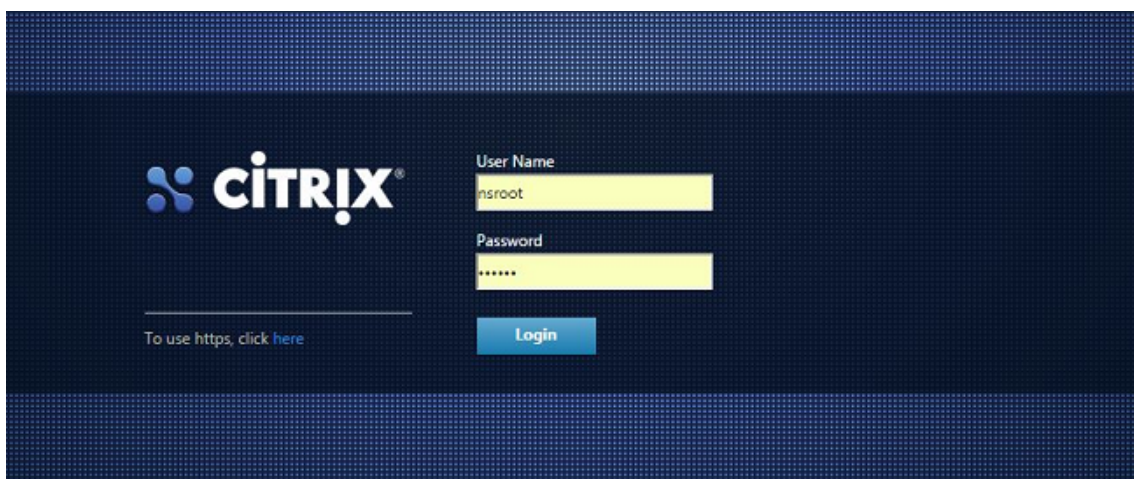 CITRIX®
User Name
nsroot
Password
••••••
Login
To use https, click here